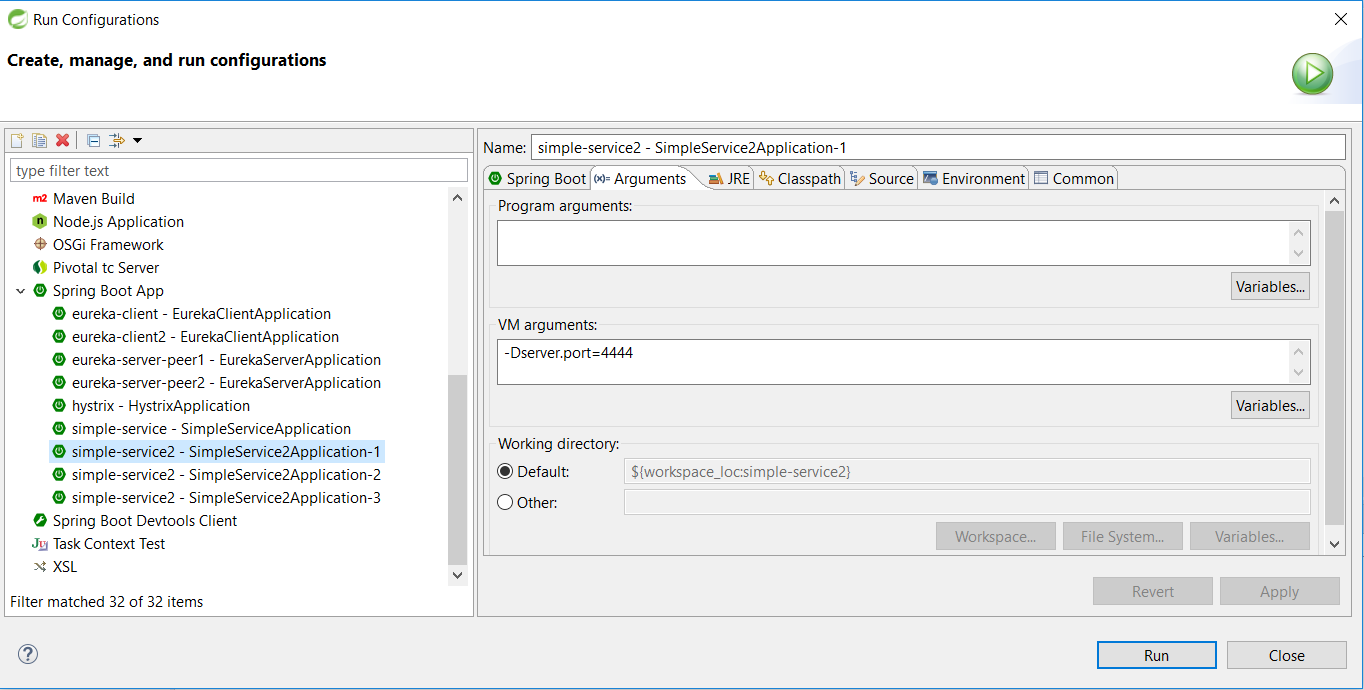 Run Configurations
Create, manage, and run configurations
type filter text
m2 Maven Build
n Node.js Application
OSGi Framework
Pivotal tc Server
Spring Boot App
eureka-client - EurekaClientApplication
eureka-client2 - EurekaClientApplication
eureka-server-peer1 - EurekaServerApplication
eureka-server-peer2 - EurekaServerApplication
hystrix - HystrixApplication
simple-service - SimpleServiceApplication
simple-service2 - SimpleService2Application-1
simple-service2 - SimpleService2Application-2
simple-service2 - SimpleService2Application-3
Spring Boot Devtools Client
Ju Task Context Test
XSL
Filter matched 32 of 32 items
Name: simple-service2 - SimpleService2Application-1
Spring Boot (x)= Arguments JRE Classpath Source Environment Common
Program arguments:
Variables...
VM arguments:
-Dserver.port=4444
Variables...
Working directory:
Default: ${workspace_loc:simple-service2}
Other:
Workspace... File System... Variables...
Revert Apply
? Run Close